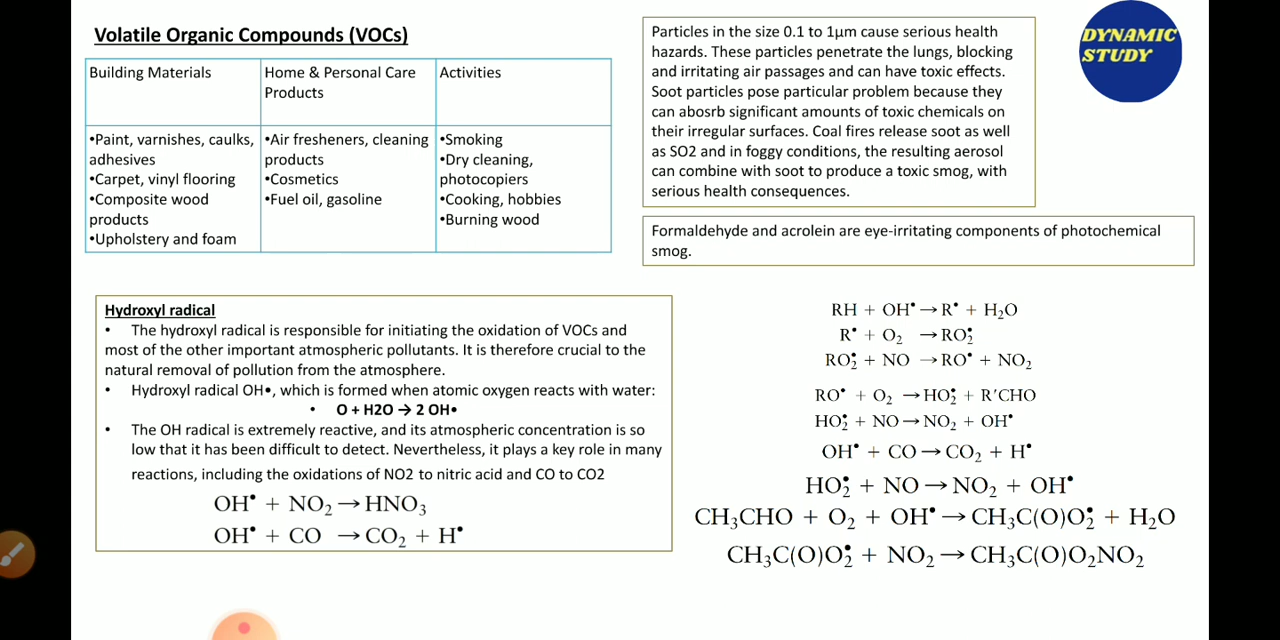 Volatile Organic Compounds (VOCs)
Building Materials
Home & Personal Care
Products
Activities
•Paint, varnishes, caulks,
adhesives
•Carpet, vinyl flooring
•Composite wood
products
•Upholstery and foam
•Air fresheners, cleaning
products
•Cosmetics
•Fuel oil, gasoline
•Smoking
•Dry cleaning,
photocopiers
•Cooking, hobbies
•Burning wood
Particles in the size 0.1 to 1µm cause serious health
hazards. These particles penetrate the lungs, blocking
and irritating air passages and can have toxic effects.
Soot particles pose particular problem because they
can abosrb significant amounts of toxic chemicals on
their irregular surfaces. Coal fires release soot as well
as SO2 and in foggy conditions, the resulting aerosol
can combine with soot to produce a toxic smog, with
serious health consequences.
DYNAMIC
STUDY
Formaldehyde and acrolein are eye-irritating components of photochemical
smog.
Hydroxyl radical
• The hydroxyl radical is responsible for initiating the oxidation of VOCs and
most of the other important atmospheric pollutants. It is therefore crucial to the
natural removal of pollution from the atmosphere.
• Hydroxyl radical OH•, which is formed when atomic oxygen reacts with water:
• O + H2O → 2 OH•
• The OH radical is extremely reactive, and its atmospheric concentration is so
low that it has been difficult to detect. Nevertheless, it plays a key role in many
reactions, including the oxidations of NO2 to nitric acid and CO to CO2
OH• + NO₂ → HNO₃
OH• + CO → CO₂ + H•
RH + OH• → R• + H₂O
R• + O₂ → RO₂•
RO₂• + NO → RO• + NO₂
RO• + O₂ → HO₂• + R′CHO
HO₂• + NO → NO₂ + OH•
OH• + CO → CO₂ + H•
HO₂• + NO → NO₂ + OH•
CH₃CHO + O₂ + OH• → CH₃C(O)O₂• + H₂O
CH₃C(O)O₂• + NO₂ → CH₃C(O)O₂NO₂